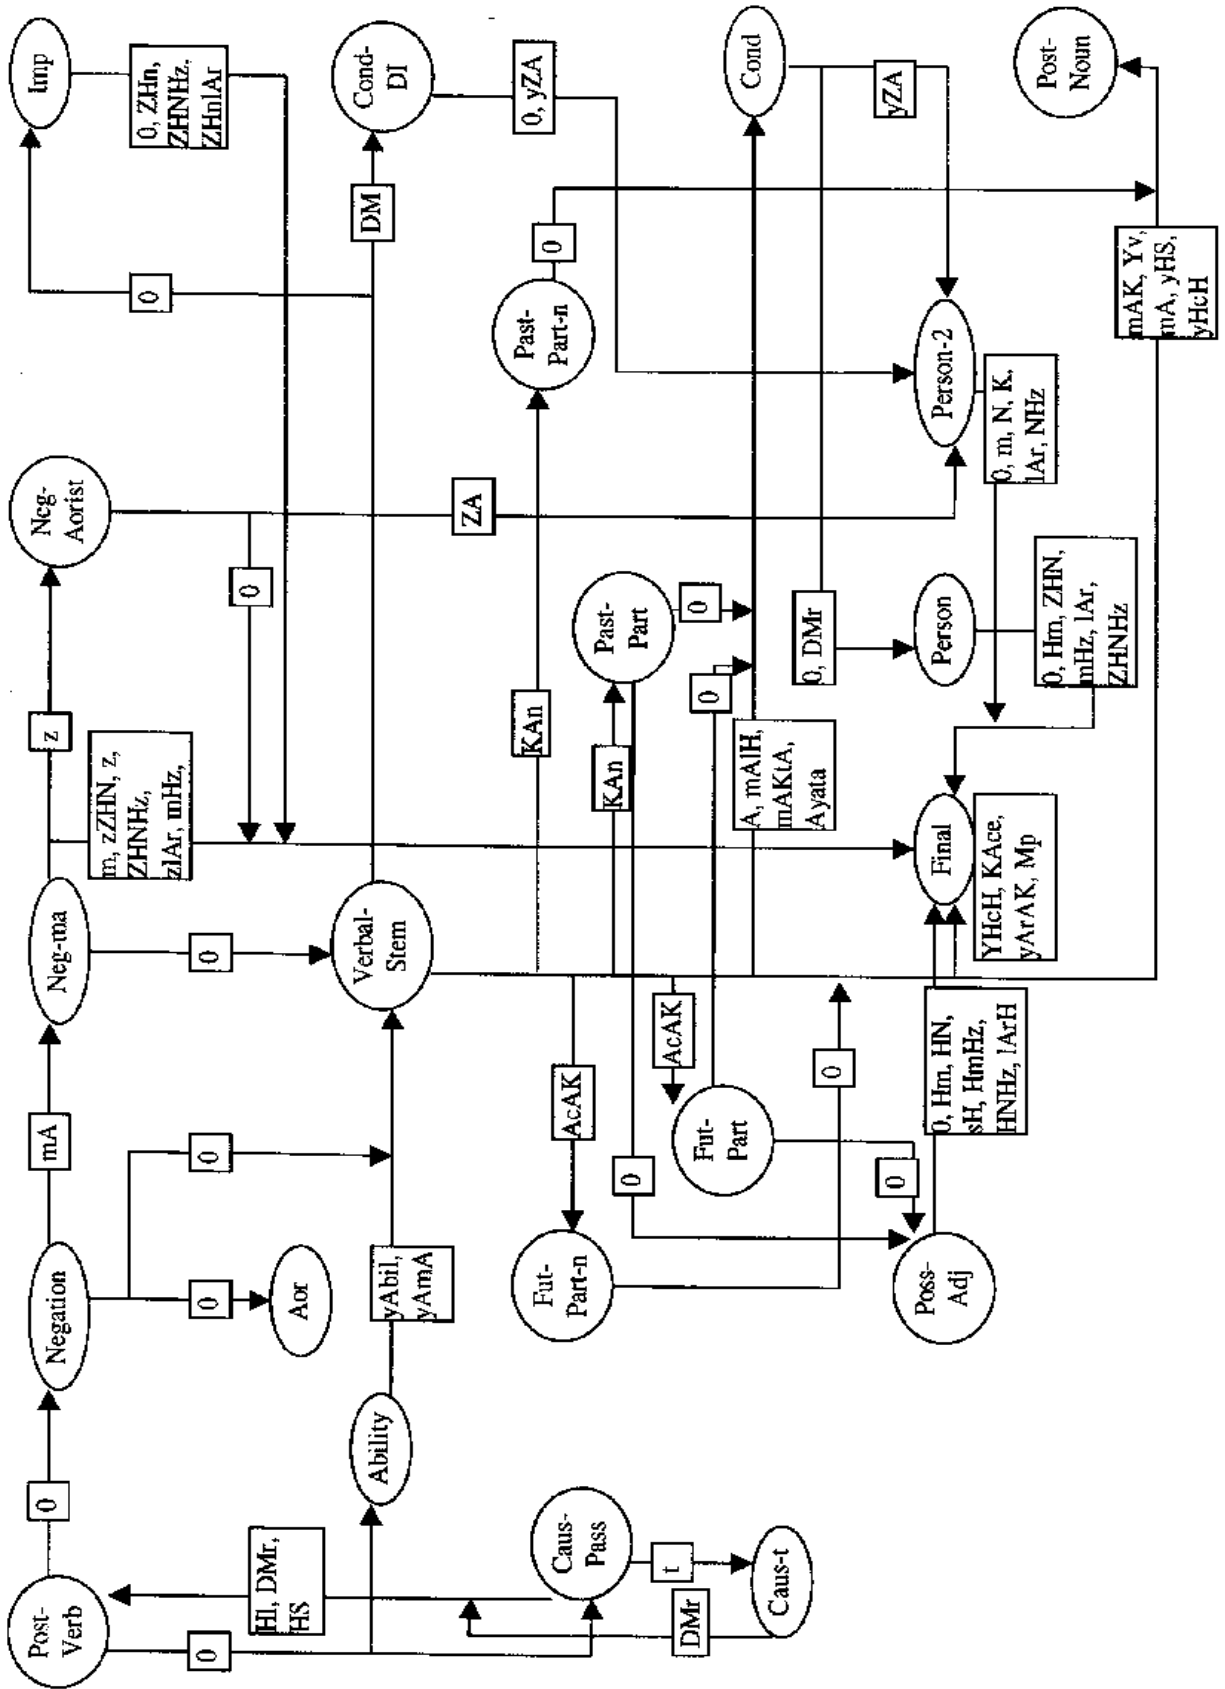 Post-
Verb
0
Negation
mA
Neg-ma
z
Neg-
Aorist
Imp
m, zZHN, z,
ZHNHz,
zlAr, mHz,
0
0, ZHn,
ZHNHz,
ZHnlAr
0
0
0
0
0
Hl, DMr,
HS
Aor
0
Ability
yAbil,
yAmA
Verbal-
Stem
DM
Cond-
DI
ZA
0, yZA
KAn
Past-
Part-n
0
Caus-
Pass
t
Fut-
Part-n
AcAK
KAn
Past-
Part
0
0
DMr
Caus-t
Fut-
Part
AcAK
0
A, mAlH,
mAKtA,
Ayata
Cond
0
0, DMr
yZA
0
Poss-
Adj
0, Hm, HN,
sH, HmHz,
HNHz, lArH
Final
YHcH, KAce,
yArAK, Mp
Person
0, Hm, ZHN,
mHz, lAr,
ZHNHz
Person-2
0, m, N, K,
lAr, NHz
mAK, Yv,
mA, yHS,
yHcH
Post-
Noun